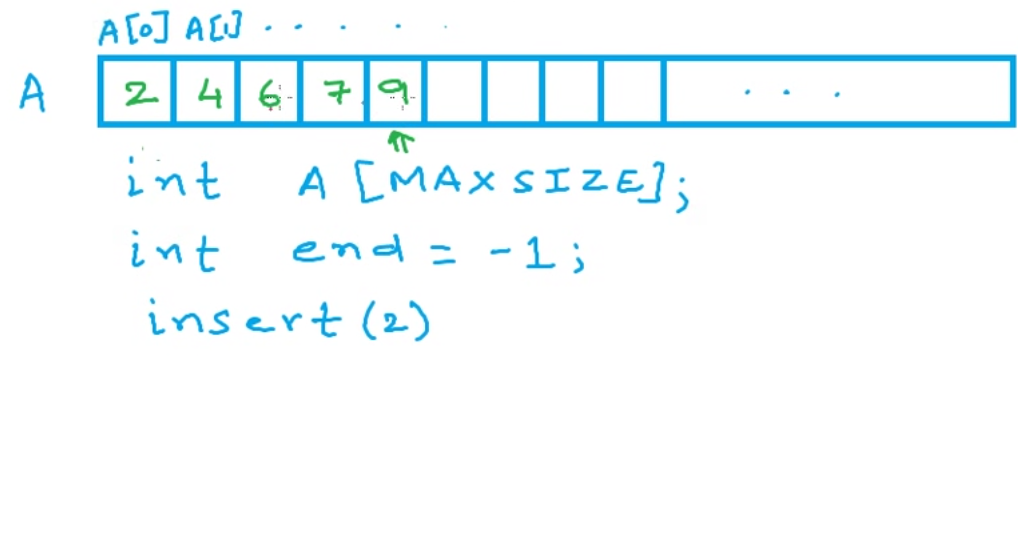 A[0] A[1] . . . . .
A 2 4 6 7 9 . . .
int A[MAXSIZE];
int end = -1;
insert(2)